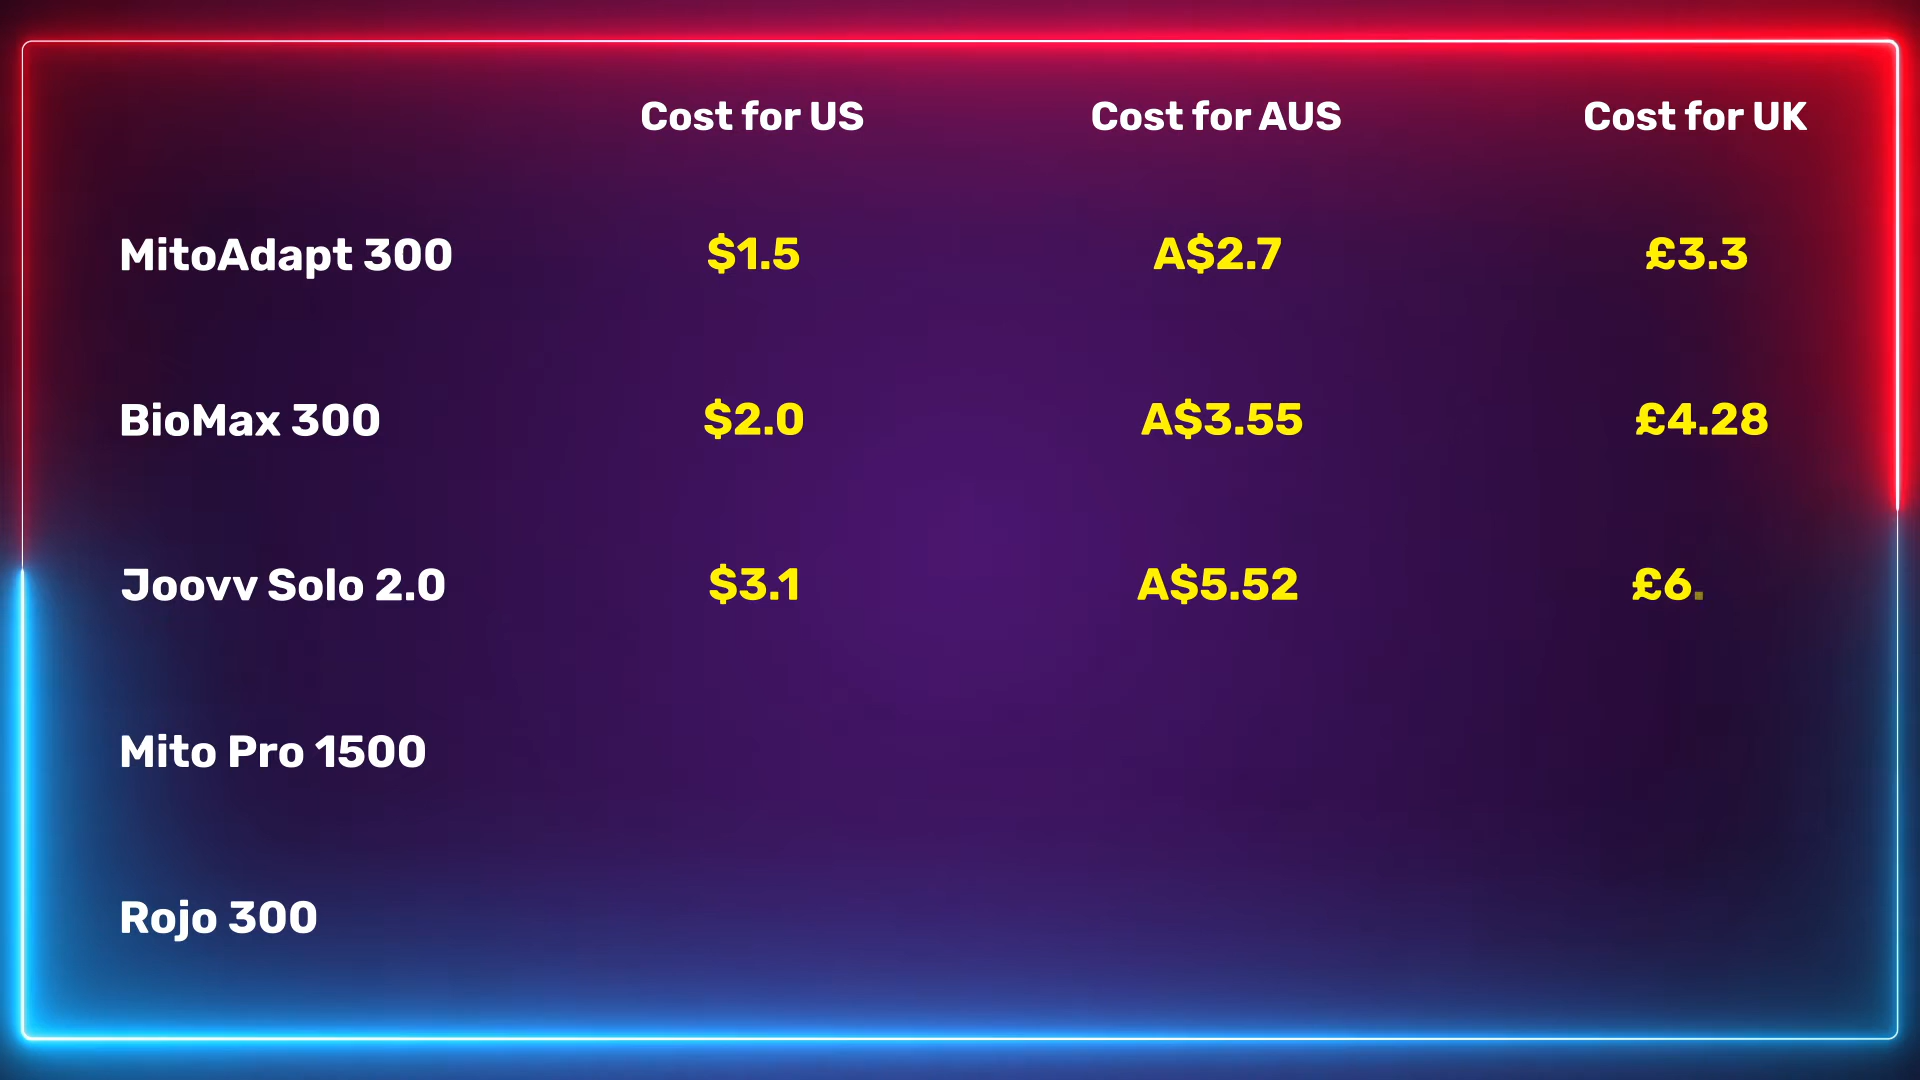 Cost for US Cost for AUS Cost for UK
MitoAdapt 300 $1.5 A$2.7 £3.3
BioMax 300 $2.0 A$3.55 £4.28
Joovv Solo 2.0 $3.1 A$5.52 £6.
Mito Pro 1500
Rojo 300